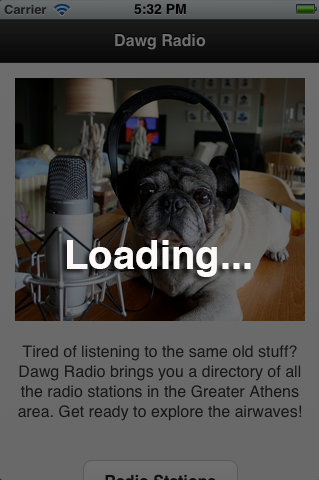 Carrier 5:32 PM
Dawg Radio
Loading...
Tired of listening to the same old stuff?
Dawg Radio brings you a directory of all
the radio stations in the Greater Athens
area. Get ready to explore the airwaves!
Radio Stations